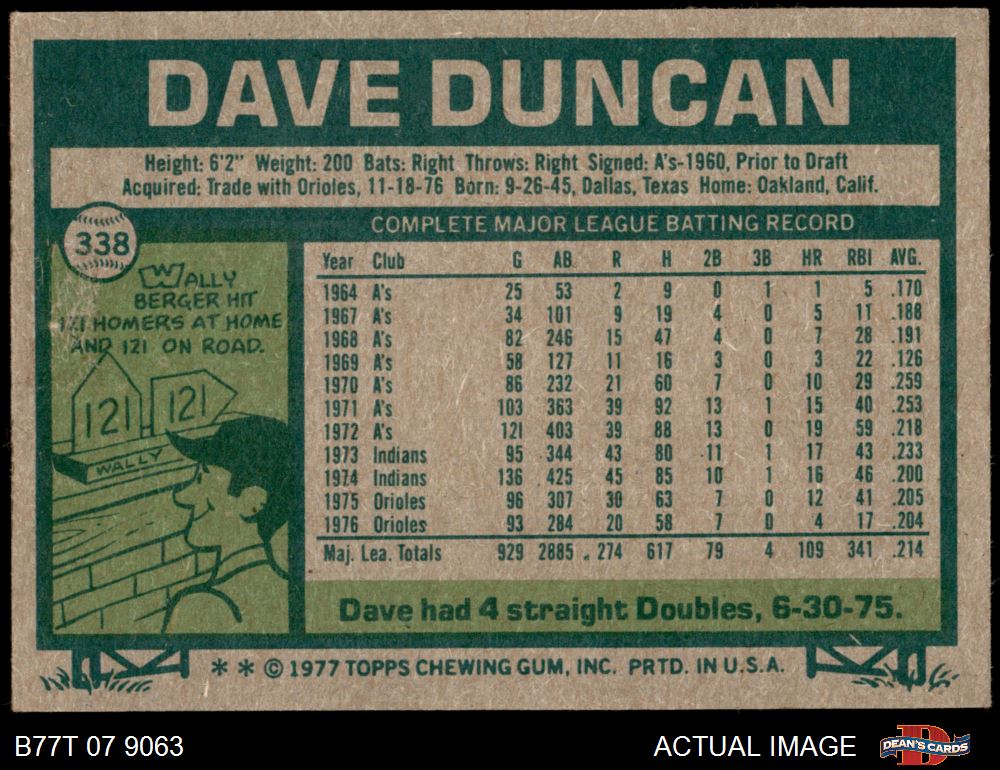 DAVE DUNCAN
Height: 6'2" Weight: 200 Bats: Right Throws: Right Signed: A's-1960, Prior to Draft
Acquired: Trade with Orioles, 11-18-76 Born: 9-26-45, Dallas, Texas Home: Oakland, Calif.
338
COMPLETE MAJOR LEAGUE BATTING RECORD
WALLY
BERGER HIT
121 HOMERS AT HOME
AND 121 ON ROAD.
121 121
WALLY
Year Club G AB R H 2B 3B HR RBI AVG.
1964 A's 25 53 2 9 0 1 1 5 .170
1967 A's 34 101 9 19 4 0 5 11 .188
1968 A's 82 246 15 47 4 0 7 28 .191
1969 A's 58 127 11 16 3 0 3 22 .126
1970 A's 86 232 21 60 7 0 10 29 .259
1971 A's 103 363 39 92 13 1 15 40 .253
1972 A's 121 403 39 88 13 0 19 59 .218
1973 Indians 95 344 43 80 11 1 17 43 .233
1974 Indians 136 425 45 85 10 1 16 46 .200
1975 Orioles 96 307 30 63 7 0 12 41 .205
1976 Orioles 93 284 20 58 7 0 4 17 .204
Maj. Lea. Totals 929 2885 274 617 79 4 109 341 .214
Dave had 4 straight Doubles, 6-30-75.
* * © 1977 TOPPS CHEWING GUM, INC. PRTD. IN U.S.A.
B77T 07 9063
ACTUAL IMAGE
D
DEAN'S CARDS